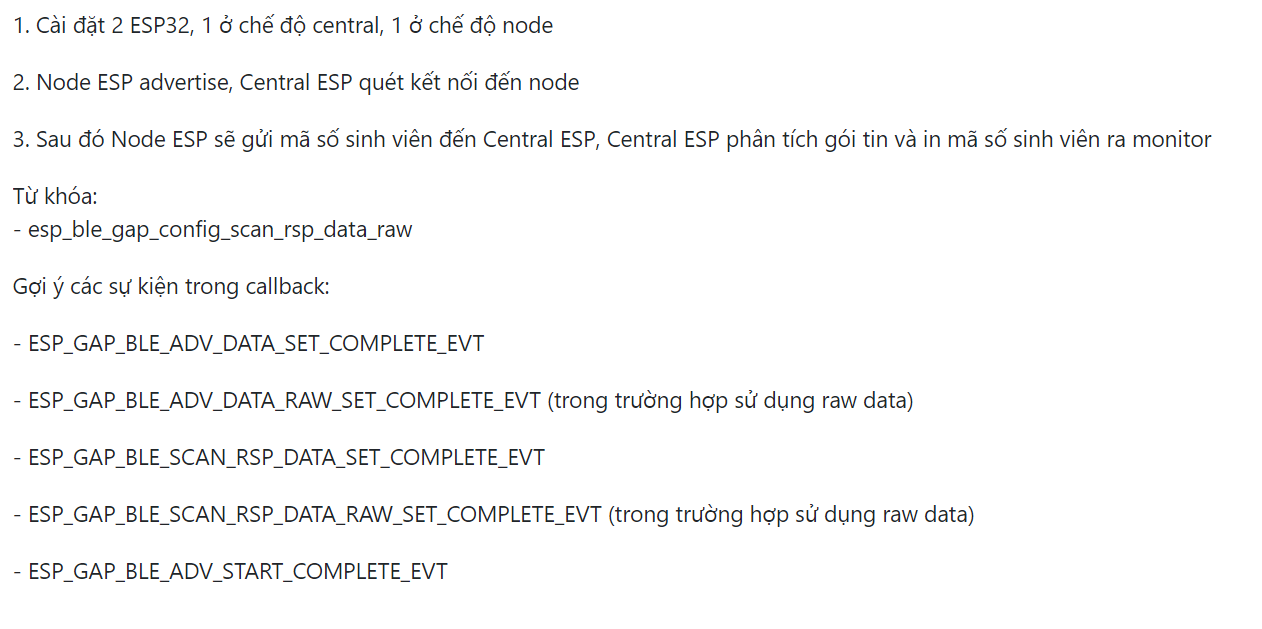 1. Cài đặt 2 ESP32, 1 ở chế độ central, 1 ở chế độ node
2. Node ESP advertise, Central ESP quét kết nối đến node
3. Sau đó Node ESP sẽ gửi mã số sinh viên đến Central ESP, Central ESP phân tích gói tin và in mã số sinh viên ra monitor
Từ khóa:
- esp_ble_gap_config_scan_rsp_data_raw
Gợi ý các sự kiện trong callback:
- ESP_GAP_BLE_ADV_DATA_SET_COMPLETE_EVT
- ESP_GAP_BLE_ADV_DATA_RAW_SET_COMPLETE_EVT (trong trường hợp sử dụng raw data)
- ESP_GAP_BLE_SCAN_RSP_DATA_SET_COMPLETE_EVT
- ESP_GAP_BLE_SCAN_RSP_DATA_RAW_SET_COMPLETE_EVT (trong trường hợp sử dụng raw data)
- ESP_GAP_BLE_ADV_START_COMPLETE_EVT